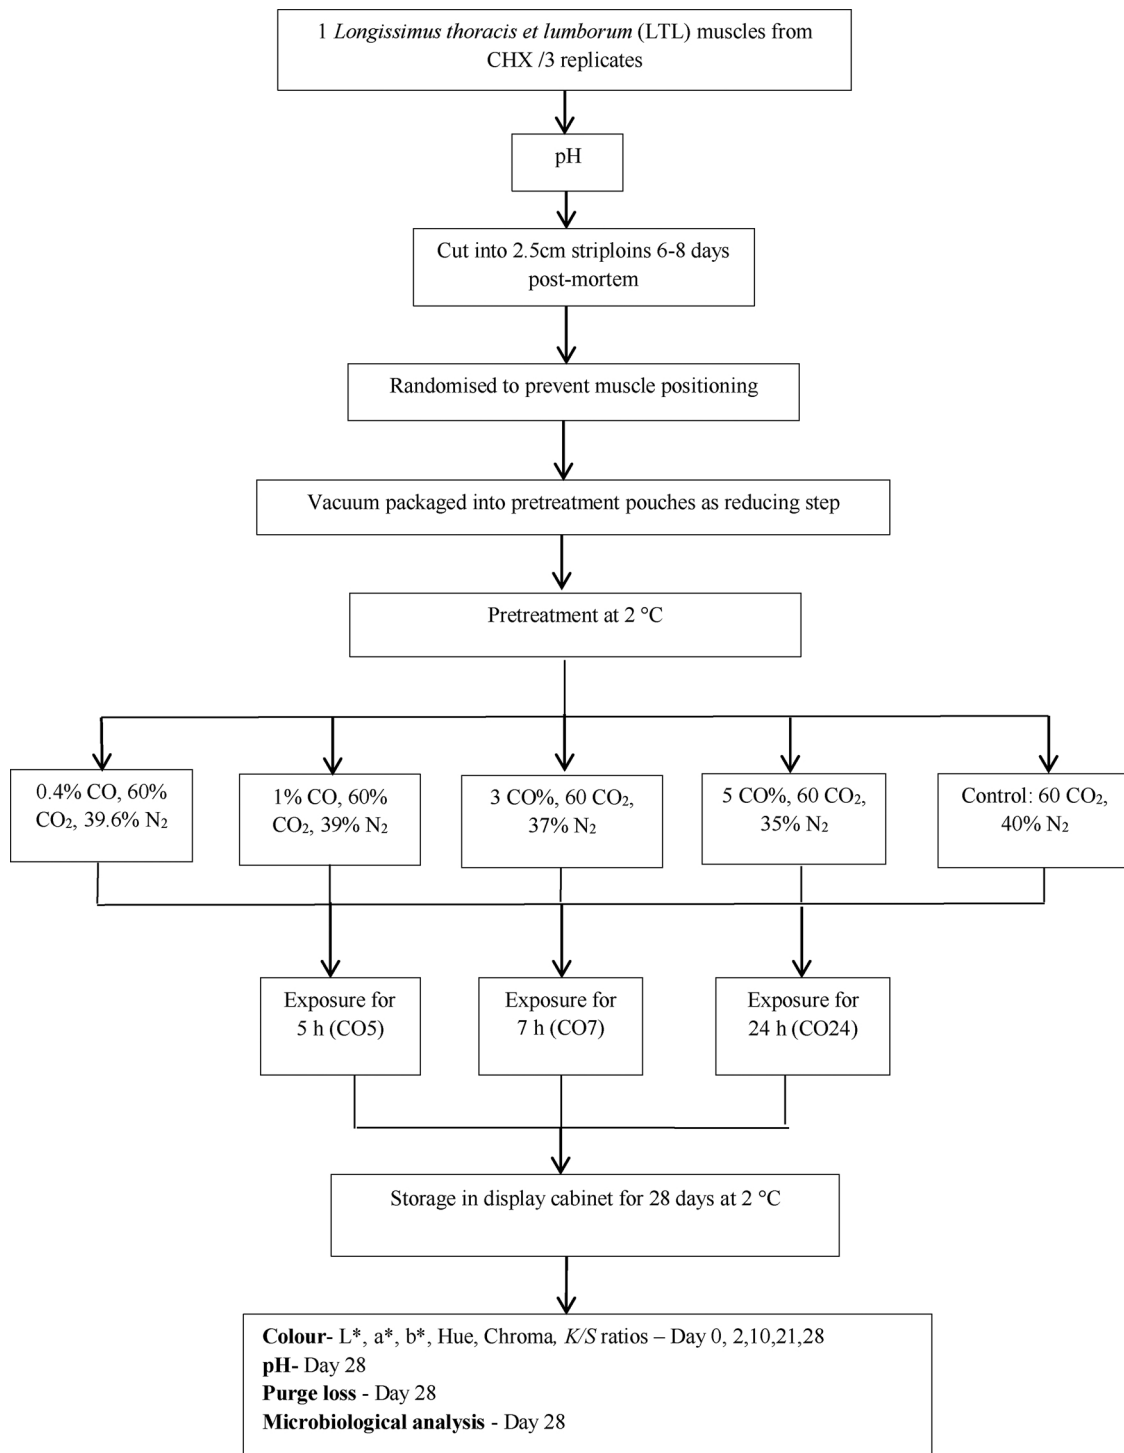 1 Longissimus thoracis et lumborum (LTL) muscles from
CHX /3 replicates
pH
Cut into 2.5cm striploins 6-8 days
post-mortem
Randomised to prevent muscle positioning
Vacuum packaged into pretreatment pouches as reducing step
Pretreatment at 2 °C
0.4% CO, 60%
CO₂, 39.6% N₂
1% CO, 60%
CO₂, 39% N₂
3 CO%, 60 CO₂,
37% N₂
5 CO%, 60 CO₂,
35% N₂
Control: 60 CO₂,
40% N₂
Exposure for
5 h (CO5)
Exposure for
7 h (CO7)
Exposure for
24 h (CO24)
Storage in display cabinet for 28 days at 2 °C
Colour- L*, a*, b*, Hue, Chroma, K/S ratios – Day 0, 2,10,21,28
pH- Day 28
Purge loss - Day 28
Microbiological analysis - Day 28